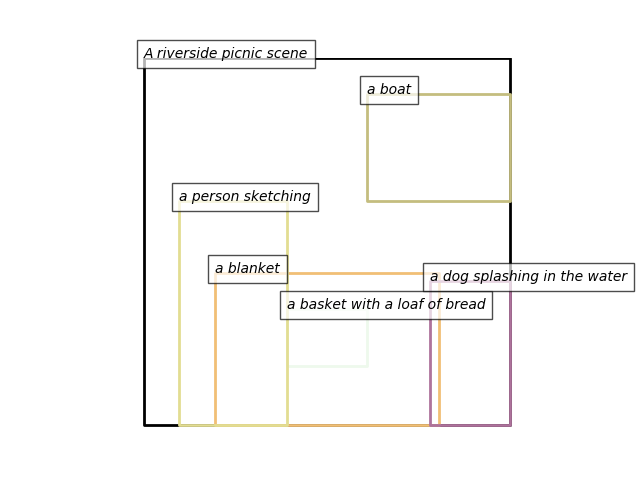 A riverside picnic scene
a boat
a person sketching
a blanket
a dog splashing in the water
a basket with a loaf of bread